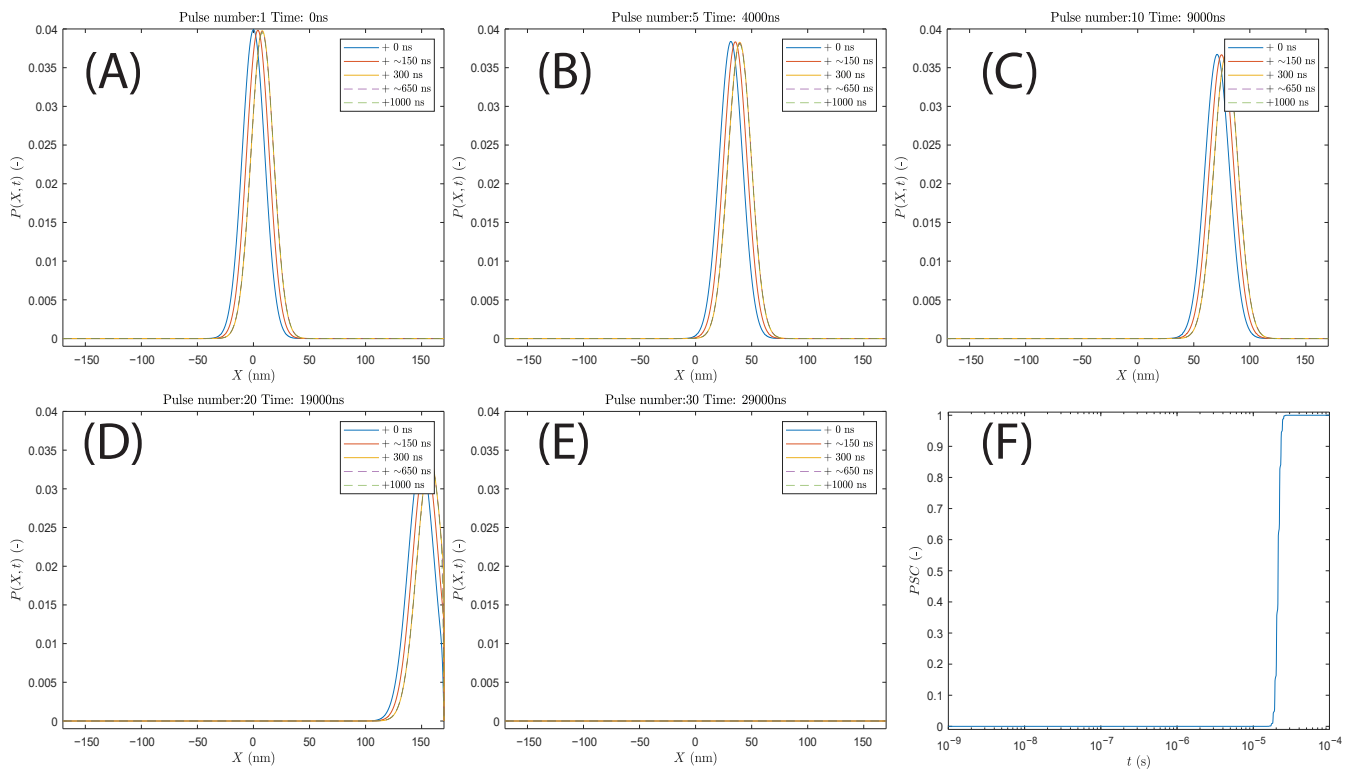 Pulse number:1 Time: 0ns
(A)
+ 0 ns
+ ~150 ns
+ 300 ns
+ ~650 ns
+1000 ns
0.04
0.035
0.03
0.025
0.02
0.015
0.01
0.005
0
P(X, t) (-)
−150 −100 −50 0 50 100 150
X (nm)
Pulse number:5 Time: 4000ns
(B)
+ 0 ns
+ ~150 ns
+ 300 ns
+ ~650 ns
+1000 ns
0.04
0.035
0.03
0.025
0.02
0.015
0.01
0.005
0
P(X, t) (-)
−150 −100 −50 0 50 100 150
X (nm)
Pulse number:10 Time: 9000ns
(C)
+ 0 ns
+ ~150 ns
+ 300 ns
+ ~650 ns
+1000 ns
0.04
0.035
0.03
0.025
0.02
0.015
0.01
0.005
0
P(X, t) (-)
−150 −100 −50 0 50 100 150
X (nm)
Pulse number:20 Time: 19000ns
(D)
+ 0 ns
+ ~150 ns
+ 300 ns
+ ~650 ns
+1000 ns
0.04
0.035
0.03
0.025
0.02
0.015
0.01
0.005
0
P(X, t) (-)
−150 −100 −50 0 50 100 150
X (nm)
Pulse number:30 Time: 29000ns
(E)
+ 0 ns
+ ~150 ns
+ 300 ns
+ ~650 ns
+1000 ns
0.04
0.035
0.03
0.025
0.02
0.015
0.01
0.005
0
P(X, t) (-)
−150 −100 −50 0 50 100 150
X (nm)
(F)
1
0.9
0.8
0.7
0.6
0.5
0.4
0.3
0.2
0.1
0
PSC (-)
10⁻⁹ 10⁻⁸ 10⁻⁷ 10⁻⁶ 10⁻⁵ 10⁻⁴
t (s)